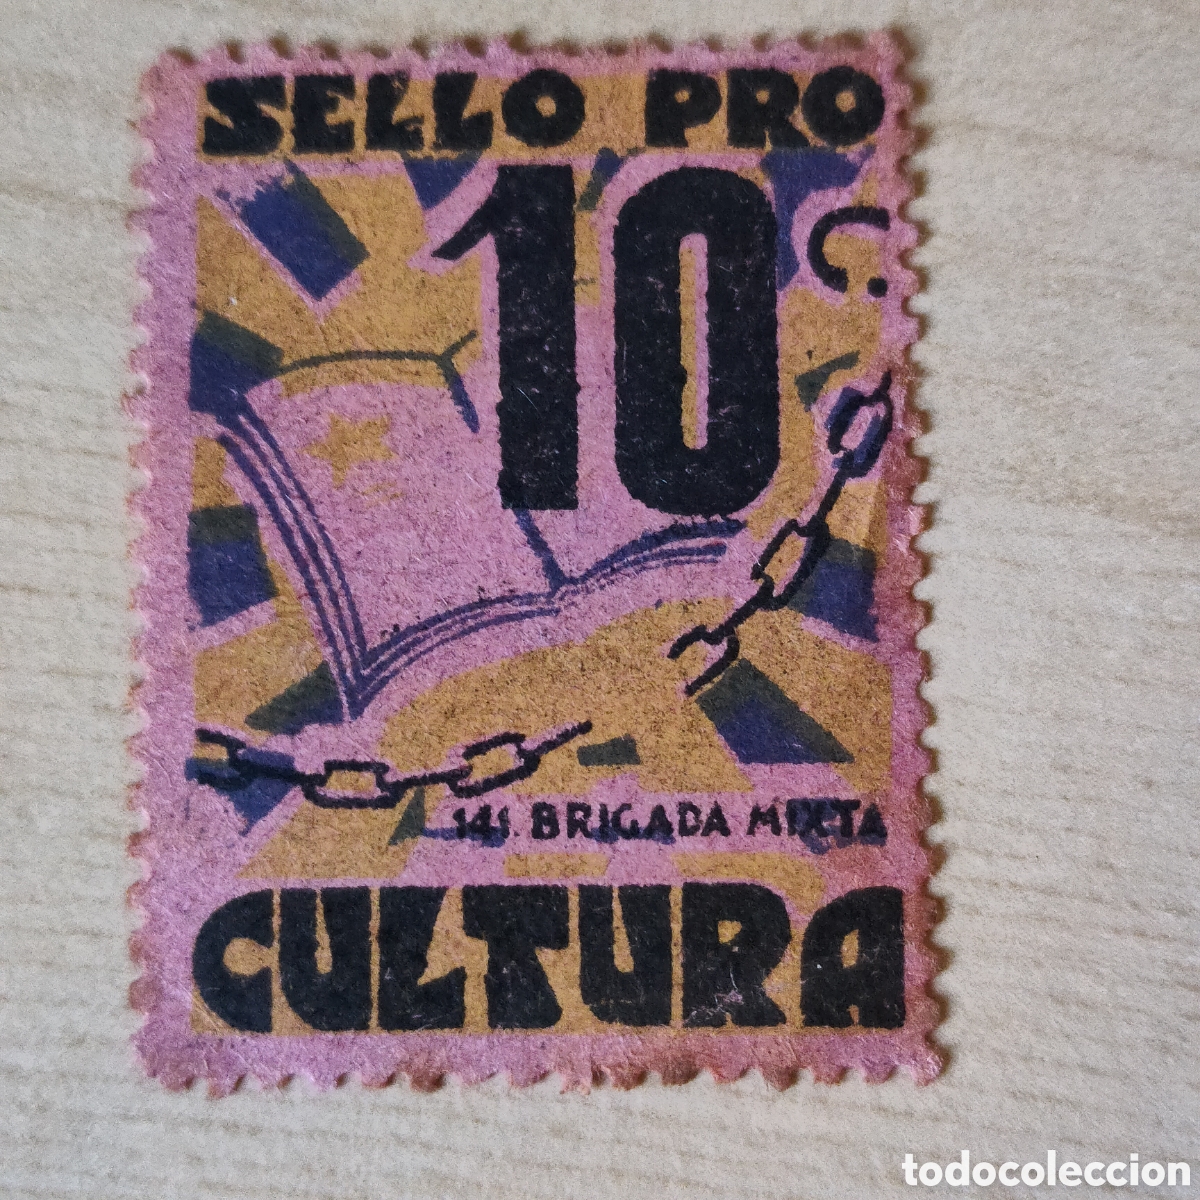 SELLO PRO
10 C.
141. BRIGADA MIXTA
CULTURA
todocoleccion